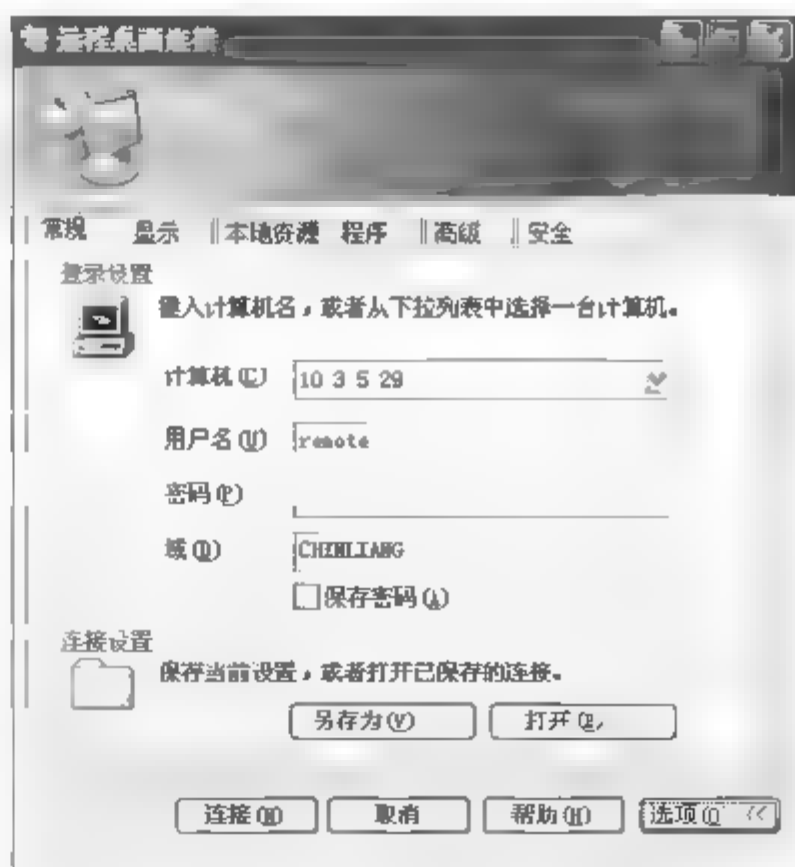 远程桌面连接
常规 显示 本地资源 程序 高级 安全
登录设置
键入计算机名，或者从下拉列表中选择一台计算机。
计算机(C) 10 3 5 29
用户名(U) remote
密码(P)
域(D) CHINLIANG
保存密码(A)
连接设置
保存当前设置，或者打开已保存的连接。
另存为(V) 打开(E)
连接(N) 取消 帮助(H) 选项(O) <<